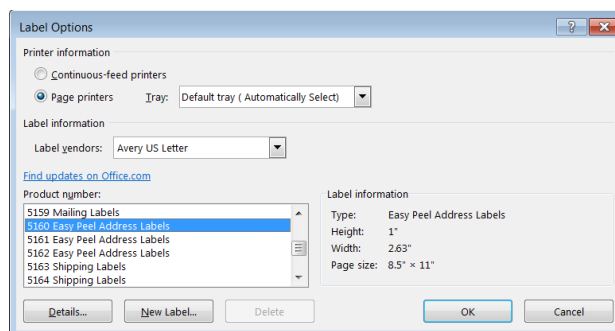 Label Options
?
Printer information
Continuous-feed printers
Page printers Tray: Default tray ( Automatically Select)
Label information
Label vendors: Avery US Letter
Find updates on Office.com
Product number:
5159 Mailing Labels
5160 Easy Peel Address Labels
5161 Easy Peel Address Labels
5162 Easy Peel Address Labels
5163 Shipping Labels
5164 Shipping Labels
Label information
Type: Easy Peel Address Labels
Height: 1"
Width: 2.63"
Page size: 8.5" × 11"
Details... New Label... Delete OK Cancel